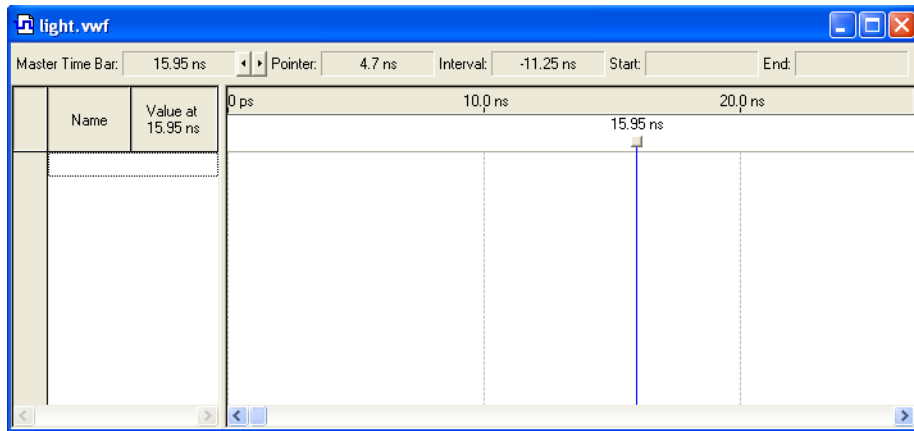 light.vwf
Master Time Bar: 15.95 ns Pointer: 4.7 ns Interval: -11.25 ns Start: End:
Name Value at 15.95 ns
0 ps 10.0 ns 20.0 ns
15.95 ns